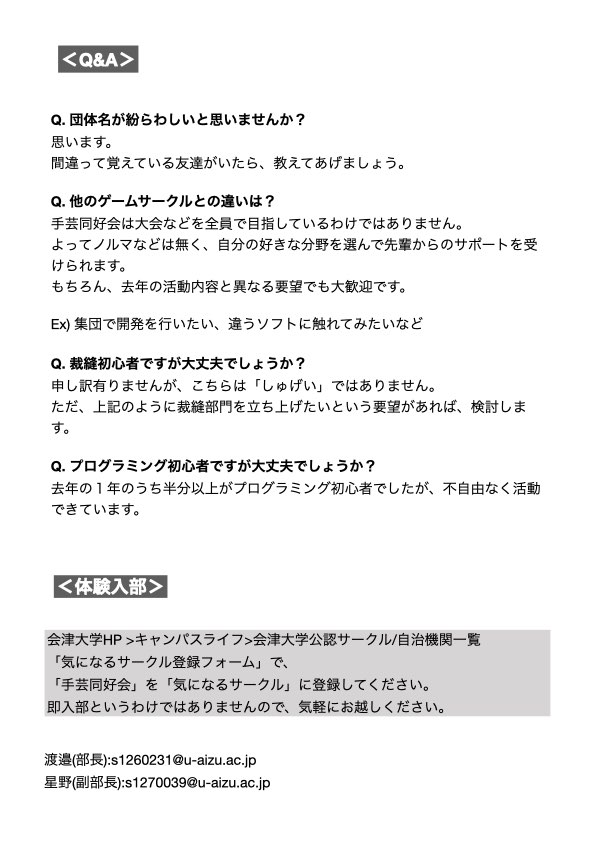 ＜Q&A＞
Q. 団体名が紛らわしいと思いませんか？
思います。
間違って覚えている友達がいたら、教えてあげましょう。
Q. 他のゲームサークルとの違いは？
手芸同好会は大会などを全員で目指しているわけではありません。
よってノルマなどは無く、自分の好きな分野を選んで先輩からのサポートを受
けられます。
もちろん、去年の活動内容と異なる要望でも大歓迎です。
Ex) 集団で開発を行いたい、違うソフトに触れてみたいなど
Q. 裁縫初心者ですが大丈夫でしょうか？
申し訳有りませんが、こちらは「しゅげい」ではありません。
ただ、上記のように裁縫部門を立ち上げたいという要望があれば、検討しま
す。
Q. プログラミング初心者ですが大丈夫でしょうか？
去年の１年のうち半分以上がプログラミング初心者でしたが、不自由なく活動
できています。
＜体験入部＞
会津大学HP >キャンパスライフ>会津大学公認サークル/自治機関一覧
「気になるサークル登録フォーム」で、
「手芸同好会」を「気になるサークル」に登録してください。
即入部というわけではありませんので、気軽にお越しください。
渡邉(部長):s1260231@u-aizu.ac.jp
星野(副部長):s1270039@u-aizu.ac.jp